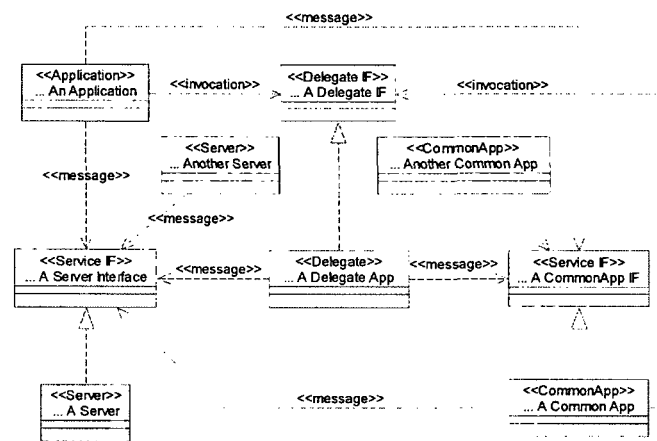 <<message>>
<<Application>>
... An Application
<<invocation>>
<<Delegate IF>>
... A Delegate IF
<<invocation>>
<<Server>>
... Another Server
<<CommonApp>>
... Another Common App
<<message>>
<<message>>
<<Service IF>>
... A Server Interface
<<message>>
<<Delegate>>
... A Delegate App
<<message>>
<<Service IF>>
... A CommonApp IF
<<Server>>
... A Server
<<message>>
<<CommonApp>>
... A Common App